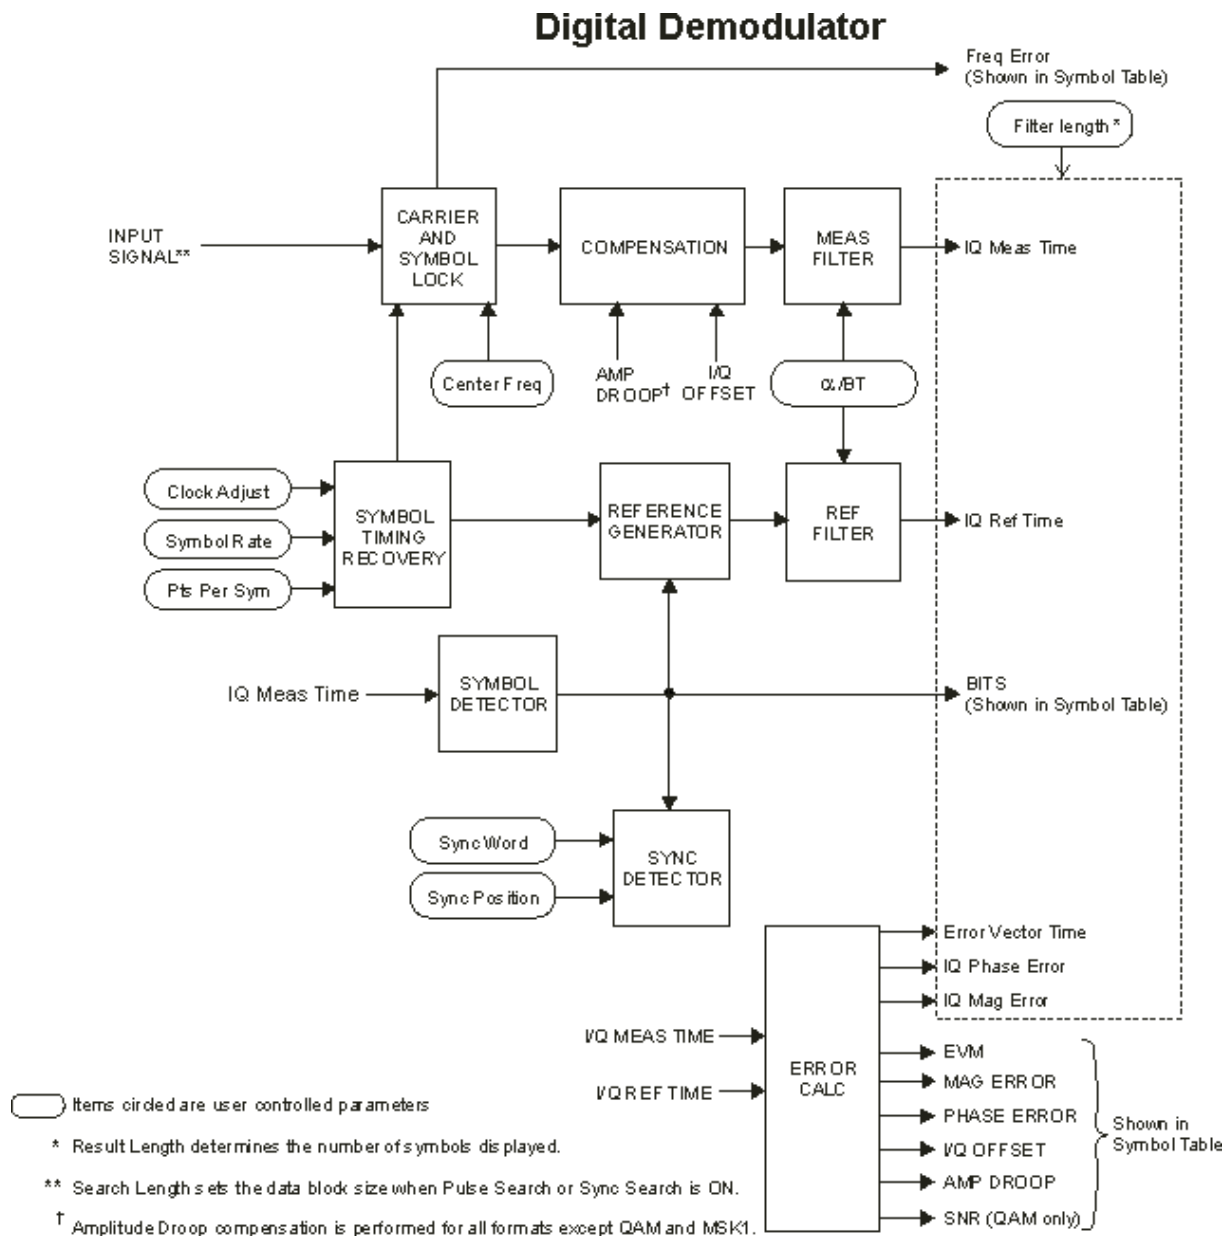 Digital Demodulator
Freq Error
(Shown in Symbol Table)
Filter length *
INPUT
SIGNAL**
CARRIER
AND
SYMBOL
LOCK
COMPENSATION
MEAS
FILTER
IQ Meas Time
Center Freq
AMP
DROOP†
I/Q
OFFSET
α/BT
Clock Adjust
Symbol Rate
Pts Per Sym
SYMBOL
TIMING
RECOVERY
REFERENCE
GENERATOR
REF
FILTER
IQ Ref Time
IQ Meas Time
SYMBOL
DETECTOR
BITS
(Shown in Symbol Table)
Sync Word
Sync Position
SYNC
DETECTOR
Error Vector Time
IQ Phase Error
IQ Mag Error
I/Q MEAS TIME
I/Q REF TIME
ERROR
CALC
EVM
MAG ERROR
PHASE ERROR
I/Q OFFSET
AMP DROOP
SNR (QAM only)
Shown in
Symbol Table
Items circled are user controlled parameters
* Result Length determines the number of symbols displayed.
** Search Length sets the data block size when Pulse Search or Sync Search is ON.
† Amplitude Droop compensation is performed for all formats except QAM and MSK1.